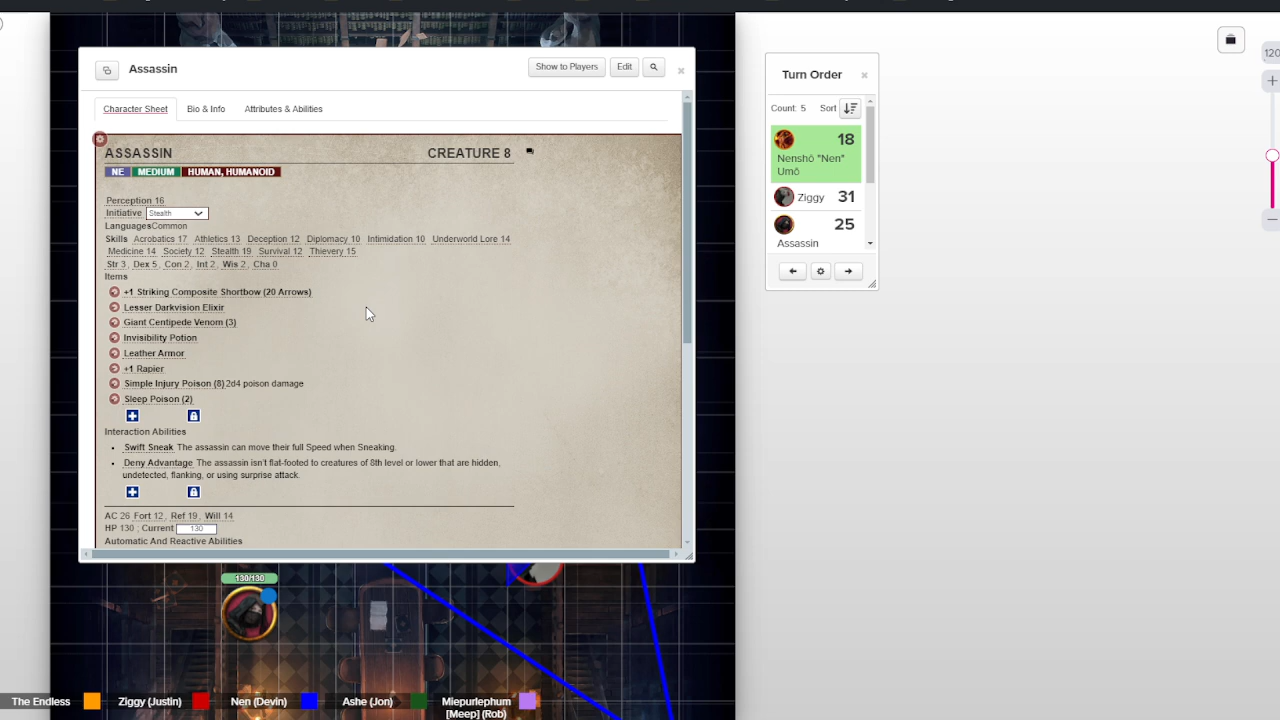 Assassin
Show to Players
Edit
Character Sheet
Bio & Info
Attributes & Abilities
ASSASSIN
CREATURE 8
NE MEDIUM HUMAN, HUMANOID
Perception 16
Initiative Stealth
LanguagesCommon
Skills Acrobatics 17, Athletics 13, Deception 12, Diplomacy 10, Intimidation 10, Underworld Lore 14
Medicine 14, Society 12, Stealth 19, Survival 12, Thievery 15
Str 3, Dex 5, Con 2, Int 2, Wis 2, Cha 0
Items
+1 Striking Composite Shortbow (20 Arrows)
Lesser Darkvision Elixir
Giant Centipede Venom (3)
Invisibility Potion
Leather Armor
+1 Rapier
Simple Injury Poison (8) 2d4 poison damage
Sleep Poison (2)
Interaction Abilities
• Swift Sneak The assassin can move their full Speed when Sneaking.
• Deny Advantage The assassin isn't flat-footed to creatures of 8th level or lower that are hidden,
undetected, flanking, or using surprise attack.
AC 26 Fort 12, Ref 19, Will 14
HP 130 ; Current 130
Automatic And Reactive Abilities
130/130
Turn Order
Count: 5 Sort
18
Nenshō "Nen"
Umō
Ziggy 31
25
Assassin
120
The Endless
Ziggy (Justin)
Nen (Devin)
Ashe (Jon)
Miepurlephum
[Meep] (Rob)